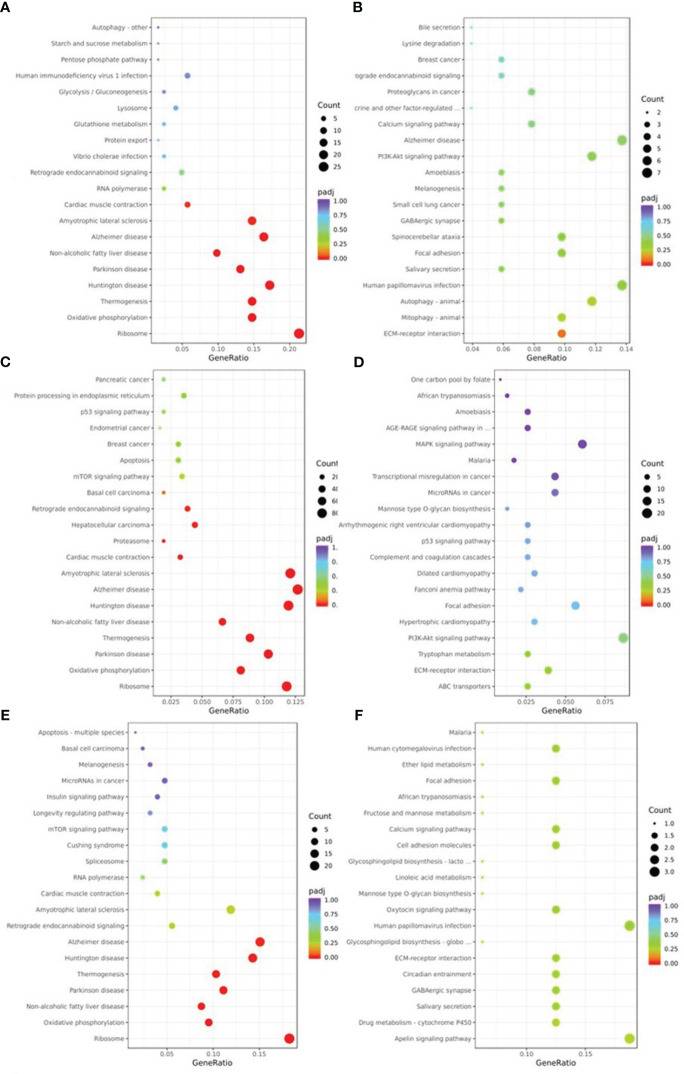 A
Autophagy - other
Starch and sucrose metabolism
Pentose phosphate pathway
Human immunodeficiency virus 1 infection
Glycolysis / Gluconeogenesis
Lysosome
Glutathione metabolism
Protein export
Vibrio cholerae infection
Retrograde endocannabinoid signaling
RNA polymerase
Cardiac muscle contraction
Amyotrophic lateral sclerosis
Alzheimer disease
Non-alcoholic fatty liver disease
Parkinson disease
Huntington disease
Thermogenesis
Oxidative phosphorylation
Ribosome
0.05 0.10 0.15 0.20
GeneRatio
Count
5
10
15
20
25
padj
1.00
0.75
0.50
0.25
0.00
B
Bile secretion
Lysine degradation
Breast cancer
ograde endocannabinoid signaling
Proteoglycans in cancer
crine and other factor-regulated ...
Calcium signaling pathway
Alzheimer disease
PI3K-Akt signaling pathway
Amoebiasis
Melanogenesis
Small cell lung cancer
GABAergic synapse
Spinocerebellar ataxia
Focal adhesion
Salivary secretion
Human papillomavirus infection
Autophagy - animal
Mitophagy - animal
ECM-receptor interaction
0.04 0.06 0.08 0.10 0.12 0.14
GeneRatio
Count
2
3
4
5
6
7
padj
1.00
0.75
0.50
0.25
0.00
C
Pancreatic cancer
Protein processing in endoplasmic reticulum
p53 signaling pathway
Endometrial cancer
Breast cancer
Apoptosis
mTOR signaling pathway
Basal cell carcinoma
Retrograde endocannabinoid signaling
Hepatocellular carcinoma
Proteasome
Cardiac muscle contraction
Amyotrophic lateral sclerosis
Alzheimer disease
Huntington disease
Non-alcoholic fatty liver disease
Thermogenesis
Parkinson disease
Oxidative phosphorylation
Ribosome
0.025 0.050 0.075 0.100 0.125
GeneRatio
Count
padj
1.
0.
0.
0.
0.
D
One carbon pool by folate
African trypanosomiasis
Amoebiasis
AGE-RAGE signaling pathway in ...
MAPK signaling pathway
Malaria
Transcriptional misregulation in cancer
MicroRNAs in cancer
Mannose type O-glycan biosynthesis
Arrhythmogenic right ventricular cardiomyopathy
p53 signaling pathway
Complement and coagulation cascades
Dilated cardiomyopathy
Fanconi anemia pathway
Focal adhesion
Hypertrophic cardiomyopathy
PI3K-Akt signaling pathway
Tryptophan metabolism
ECM-receptor interaction
ABC transporters
0.025 0.050 0.075
GeneRatio
Count
5
10
15
20
padj
1.00
0.75
0.50
0.25
0.00
E
Apoptosis - multiple species
Basal cell carcinoma
Melanogenesis
MicroRNAs in cancer
Insulin signaling pathway
Longevity regulating pathway
mTOR signaling pathway
Cushing syndrome
Spliceosome
RNA polymerase
Cardiac muscle contraction
Amyotrophic lateral sclerosis
Retrograde endocannabinoid signaling
Alzheimer disease
Huntington disease
Thermogenesis
Parkinson disease
Non-alcoholic fatty liver disease
Oxidative phosphorylation
Ribosome
0.05 0.10 0.15
GeneRatio
Count
5
10
15
20
padj
1.00
0.75
0.50
0.25
0.00
F
Malaria
Human cytomegalovirus infection
Ether lipid metabolism
Focal adhesion
African trypanosomiasis
Fructose and mannose metabolism
Calcium signaling pathway
Cell adhesion molecules
Glycosphingolipid biosynthesis - lacto ...
Linoleic acid metabolism
Mannose type O-glycan biosynthesis
Oxytocin signaling pathway
Human papillomavirus infection
Glycosphingolipid biosynthesis - globo ...
ECM-receptor interaction
Circadian entrainment
GABAergic synapse
Salivary secretion
Drug metabolism - cytochrome P450
Apelin signaling pathway
0.10 0.15
GeneRatio
Count
1.0
1.5
2.0
2.5
3.0
padj
1.00
0.75
0.50
0.25
0.00